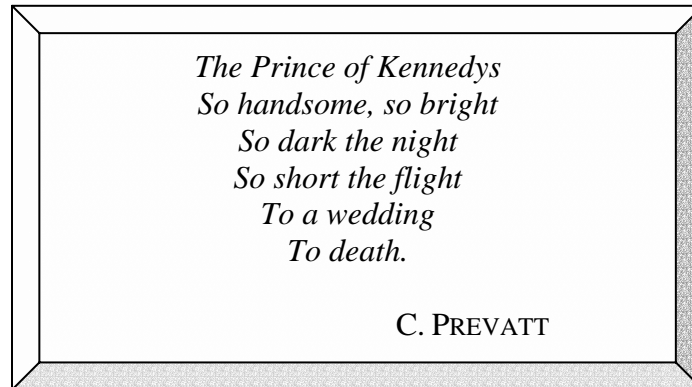 The Prince of Kennedys
So handsome, so bright
So dark the night
So short the flight
To a wedding
To death.
C. PREVATT